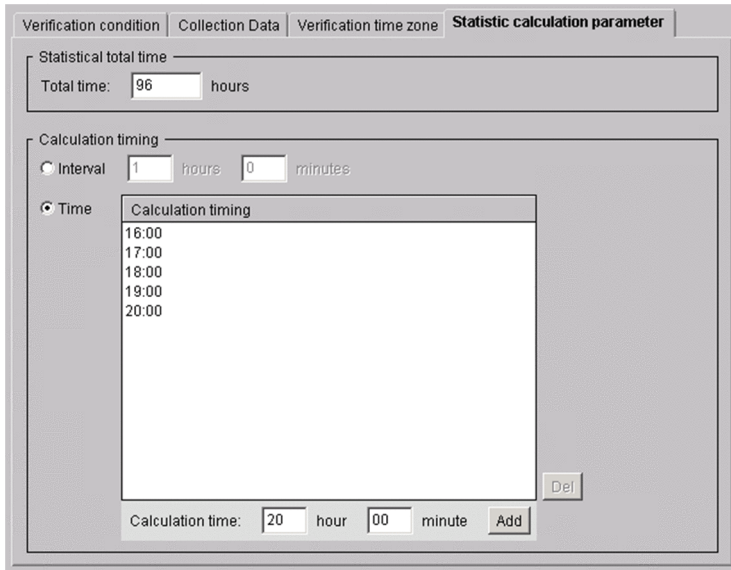 Verification condition Collection Data Verification time zone Statistic calculation parameter
Statistical total time
Total time: 96 hours
Calculation timing
Interval 1 hours 0 minutes
Time Calculation timing
16:00
17:00
18:00
19:00
20:00
Del
Calculation time: 20 hour 00 minute Add